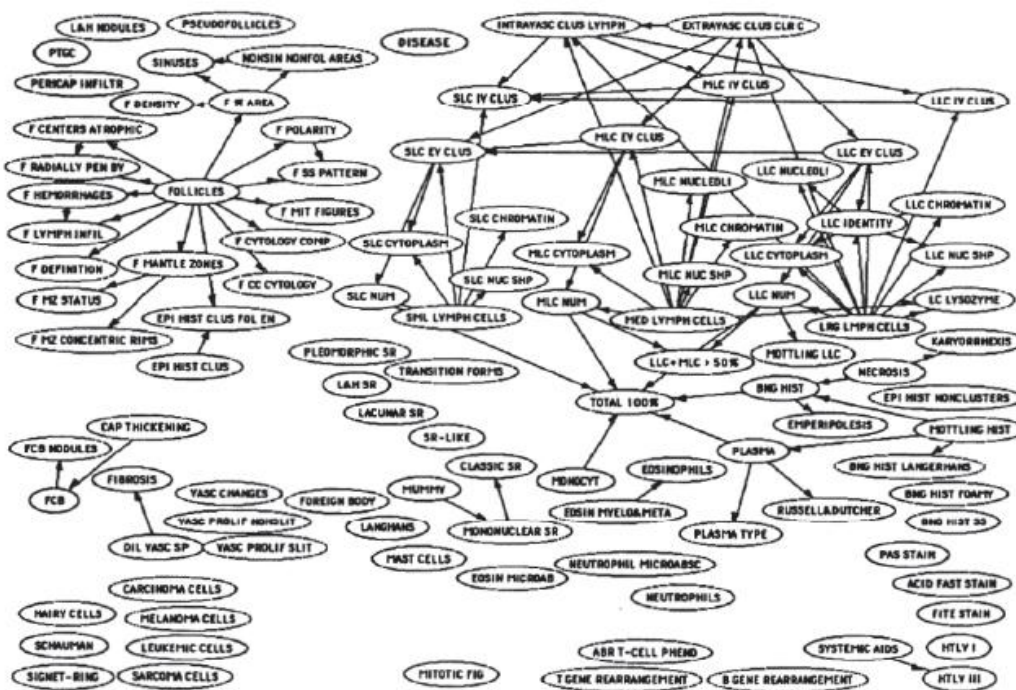 L&H NODULES
PSEUDOFOLLICLES
INTRAVASC CLUS LYMPH
EXTRAVASC CLUS CLR C
PTGC
DISEASE
SINUSES
NONSIN NONFOL AREAS
PERICAP INFILTR
MLC IV CLUS
SLC IV CLUS
LLC IV CLUS
F DENSITY
F % AREA
F CENTERS ATROPHIC
F POLARITY
MLC EV CLUS
SLC EV CLUS
LLC EV CLUS
F RADIALLY PEN BY
F SS PATTERN
LLC NUCLEOLI
MLC NUCLEOLI
F HEMORRHAGES
FOLLICLES
F MIT FIGURES
SLC CHROMATIN
LLC IDENTITY
LLC CHROMATIN
MLC CHROMATIN
F LYMPH INFIL
F CYTOLOGY COMP
SLC CYTOPLASM
MLC CYTOPLASM
LLC CYTOPLASM
LLC NUC SHP
F DEFINITION
F MANTLE ZONES
MLC NUC SHP
SLC NUC SHP
F CC CYTOLOGY
F MZ STATUS
SLC NUM
MLC NUM
LLC NUM
LC LYSOZYME
EPI HIST CLUS FOL EN
SML LYMPH CELLS
MED LYMPH CELLS
LRG LMPH CELLS
F MZ CONCENTRIC RIMS
KARYORRHEXIS
PLEOMORPHIC SR
LLC+MLC>50%
MOTTLING LLC
EPI HIST CLUS
TRANSITION FORMS
NECROSIS
L&H SR
BNG HIST
EPI HIST NONCLUSTERS
LACUNAR SR
TOTAL 100%
EMPERIPOLESIS
CAP THICKENING
SR-LIKE
MOTTLING HIST
FCB NODULES
PLASMA
CLASSIC SR
EOSINOPHILS
BNG HIST LANGERHANS
FIBROSIS
MONOCYT
FCB
VASC CHANGES
FOREIGN BODY
MUMMY
BNG HIST FOAMY
EOSIN MYELO&META
RUSSELL&DUTCHER
VASC PROLIF NONSLIT
LANGHANS
BNG HIST SS
MONONUCLEAR SR
PLASMA TYPE
DIL VASC SP
VASC PROLIF SLIT
MAST CELLS
NEUTROPHIL MICROABSC
PAS STAIN
EOSIN MICROAB
CARCINOMA CELLS
NEUTROPHILS
ACID FAST STAIN
HAIRY CELLS
MELANOMA CELLS
FITE STAIN
SCHAUMAN
LEUKEMIC CELLS
ABR T-CELL PHENO
SYSTEMIC AIDS
HTLV I
SIGNET-RING
SARCOMA CELLS
MITOTIC FIG
T GENE REARRANGEMENT
B GENE REARRANGEMENT
HTLV III